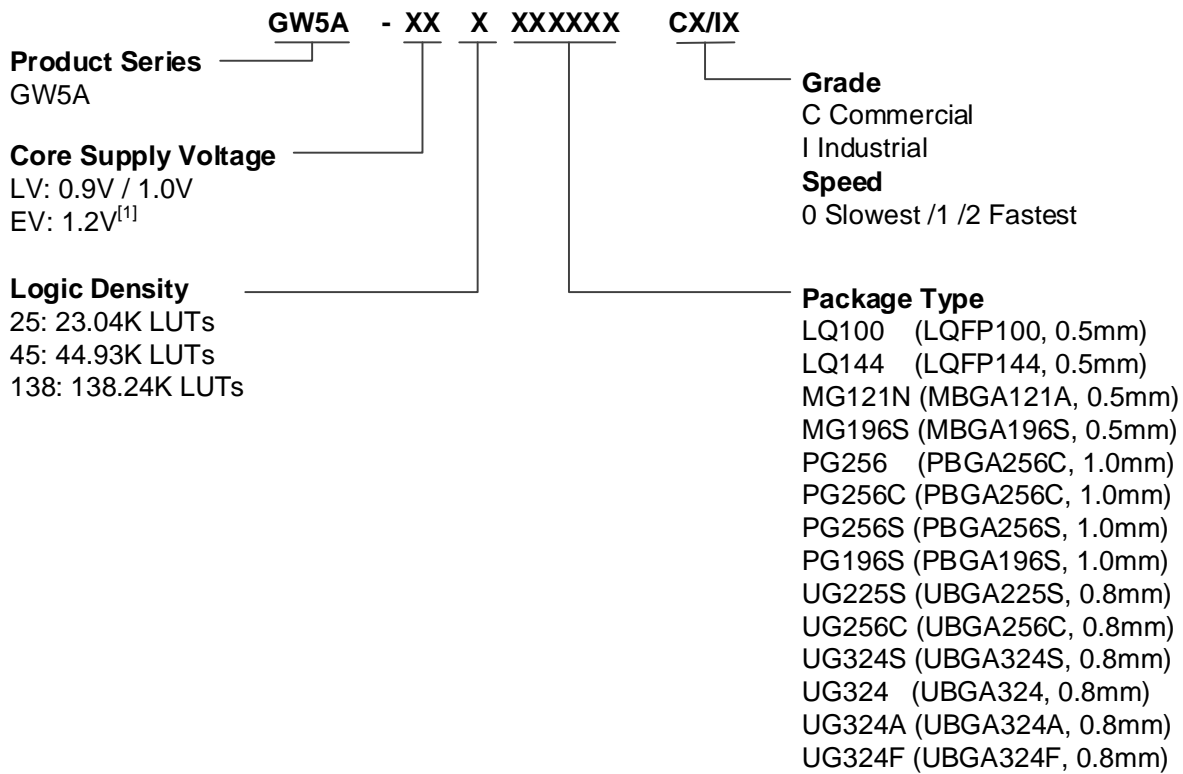 GW5A - XX X XXXXXX CX/IX
Product Series
GW5A
Core Supply Voltage
LV: 0.9V / 1.0V
EV: 1.2V[1]
Logic Density
25: 23.04K LUTs
45: 44.93K LUTs
138: 138.24K LUTs
Grade
C Commercial
I Industrial
Speed
0 Slowest /1 /2 Fastest
Package Type
LQ100 (LQFP100, 0.5mm)
LQ144 (LQFP144, 0.5mm)
MG121N (MBGA121A, 0.5mm)
MG196S (MBGA196S, 0.5mm)
PG256 (PBGA256C, 1.0mm)
PG256C (PBGA256C, 1.0mm)
PG256S (PBGA256S, 1.0mm)
PG196S (PBGA196S, 1.0mm)
UG225S (UBGA225S, 0.8mm)
UG256C (UBGA256C, 0.8mm)
UG324S (UBGA324S, 0.8mm)
UG324 (UBGA324, 0.8mm)
UG324A (UBGA324A, 0.8mm)
UG324F (UBGA324F, 0.8mm)